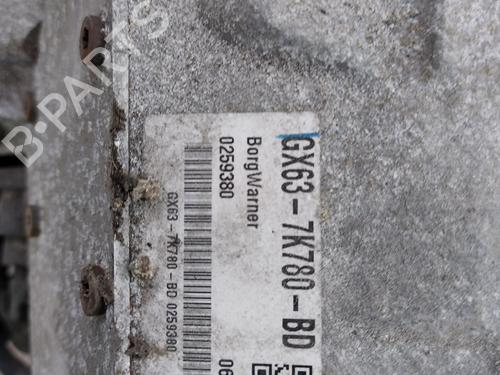 GX63-7K780-BD
BorgWarner
0259380
GX63 - 7K780 - BD 0259380
06
B-PARTS